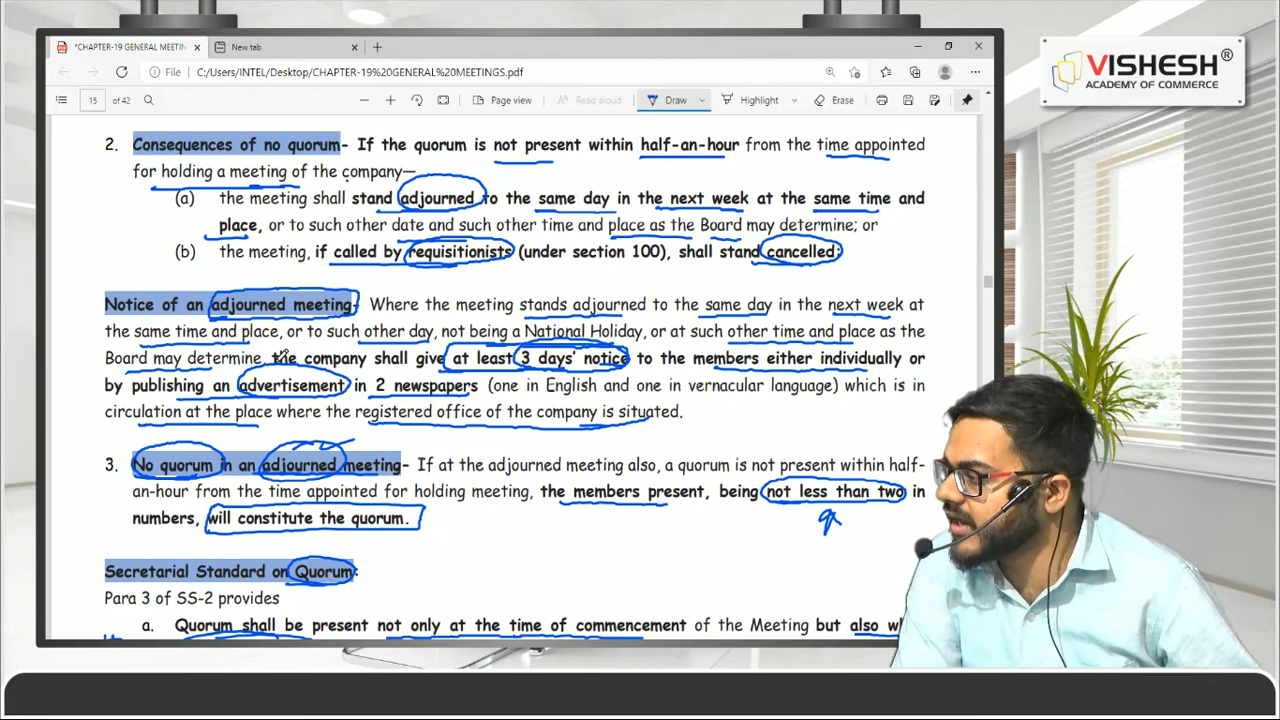 *CHAPTER-19 GENERAL MEETIN
New tab
File
C:/Users/INTEL/Desktop/CHAPTER-19%20GENERAL%20MEETINGS.pdf
15 of 42
Page view
Read aloud
Draw
Highlight
Erase
VISHESH®
ACADEMY OF COMMERCE
2. Consequences of no quorum- If the quorum is not present within half-an-hour from the time appointed
for holding a meeting of the company—
(a) the meeting shall stand adjourned to the same day in the next week at the same time and
place, or to such other date and such other time and place as the Board may determine; or
(b) the meeting, if called by requisitionists (under section 100), shall stand cancelled:
Notice of an adjourned meeting- Where the meeting stands adjourned to the same day in the next week at
the same time and place, or to such other day, not being a National Holiday, or at such other time and place as the
Board may determine, the company shall give at least 3 days' notice to the members either individually or
by publishing an advertisement in 2 newspapers (one in English and one in vernacular language) which is in
circulation at the place where the registered office of the company is situated.
3. No quorum in an adjourned meeting- If at the adjourned meeting also, a quorum is not present within half-
an-hour from the time appointed for holding meeting, the members present, being not less than two in
numbers, will constitute the quorum.
Secretarial Standard on Quorum:
Para 3 of SS-2 provides
a. Quorum shall be present not only at the time of commencement of the Meeting but also